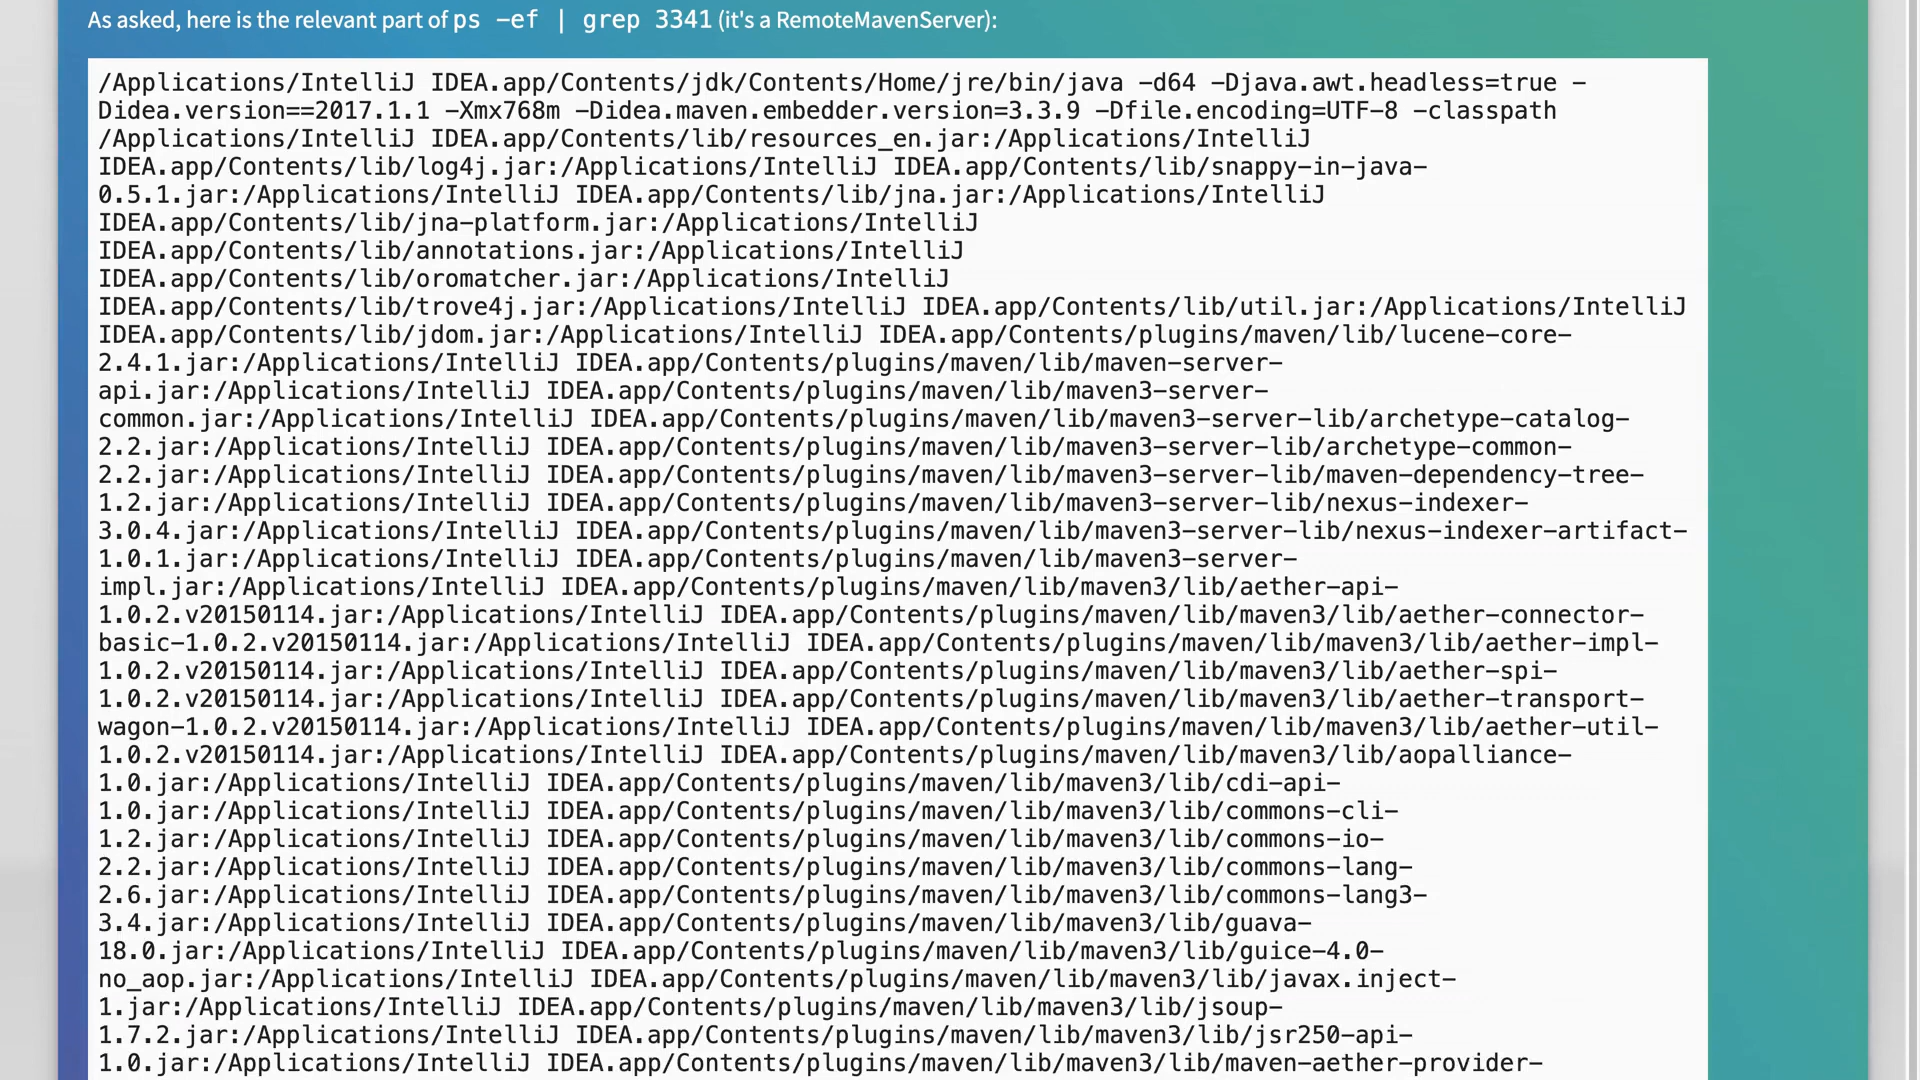 As asked, here is the relevant part of ps -ef | grep 3341 (it's a RemoteMavenServer):
/Applications/IntelliJ IDEA.app/Contents/jdk/Contents/Home/jre/bin/java -d64 -Djava.awt.headless=true -
Didea.version==2017.1.1 -Xmx768m -Didea.maven.embedder.version=3.3.9 -Dfile.encoding=UTF-8 -classpath
/Applications/IntelliJ IDEA.app/Contents/lib/resources_en.jar:/Applications/IntelliJ
IDEA.app/Contents/lib/log4j.jar:/Applications/IntelliJ IDEA.app/Contents/lib/snappy-in-java-
0.5.1.jar:/Applications/IntelliJ IDEA.app/Contents/lib/jna.jar:/Applications/IntelliJ
IDEA.app/Contents/lib/jna-platform.jar:/Applications/IntelliJ
IDEA.app/Contents/lib/annotations.jar:/Applications/IntelliJ
IDEA.app/Contents/lib/oromatcher.jar:/Applications/IntelliJ
IDEA.app/Contents/lib/trove4j.jar:/Applications/IntelliJ IDEA.app/Contents/lib/util.jar:/Applications/IntelliJ
IDEA.app/Contents/lib/jdom.jar:/Applications/IntelliJ IDEA.app/Contents/plugins/maven/lib/lucene-core-
2.4.1.jar:/Applications/IntelliJ IDEA.app/Contents/plugins/maven/lib/maven-server-
api.jar:/Applications/IntelliJ IDEA.app/Contents/plugins/maven/lib/maven3-server-
common.jar:/Applications/IntelliJ IDEA.app/Contents/plugins/maven/lib/maven3-server-lib/archetype-catalog-
2.2.jar:/Applications/IntelliJ IDEA.app/Contents/plugins/maven/lib/maven3-server-lib/archetype-common-
2.2.jar:/Applications/IntelliJ IDEA.app/Contents/plugins/maven/lib/maven3-server-lib/maven-dependency-tree-
1.2.jar:/Applications/IntelliJ IDEA.app/Contents/plugins/maven/lib/maven3-server-lib/nexus-indexer-
3.0.4.jar:/Applications/IntelliJ IDEA.app/Contents/plugins/maven/lib/maven3-server-lib/nexus-indexer-artifact-
1.0.1.jar:/Applications/IntelliJ IDEA.app/Contents/plugins/maven/lib/maven3-server-
impl.jar:/Applications/IntelliJ IDEA.app/Contents/plugins/maven/lib/maven3/lib/aether-api-
1.0.2.v20150114.jar:/Applications/IntelliJ IDEA.app/Contents/plugins/maven/lib/maven3/lib/aether-connector-
basic-1.0.2.v20150114.jar:/Applications/IntelliJ IDEA.app/Contents/plugins/maven/lib/maven3/lib/aether-impl-
1.0.2.v20150114.jar:/Applications/IntelliJ IDEA.app/Contents/plugins/maven/lib/maven3/lib/aether-spi-
1.0.2.v20150114.jar:/Applications/IntelliJ IDEA.app/Contents/plugins/maven/lib/maven3/lib/aether-transport-
wagon-1.0.2.v20150114.jar:/Applications/IntelliJ IDEA.app/Contents/plugins/maven/lib/maven3/lib/aether-util-
1.0.2.v20150114.jar:/Applications/IntelliJ IDEA.app/Contents/plugins/maven/lib/maven3/lib/aopalliance-
1.0.jar:/Applications/IntelliJ IDEA.app/Contents/plugins/maven/lib/maven3/lib/cdi-api-
1.0.jar:/Applications/IntelliJ IDEA.app/Contents/plugins/maven/lib/maven3/lib/commons-cli-
1.2.jar:/Applications/IntelliJ IDEA.app/Contents/plugins/maven/lib/maven3/lib/commons-io-
2.2.jar:/Applications/IntelliJ IDEA.app/Contents/plugins/maven/lib/maven3/lib/commons-lang-
2.6.jar:/Applications/IntelliJ IDEA.app/Contents/plugins/maven/lib/maven3/lib/commons-lang3-
3.4.jar:/Applications/IntelliJ IDEA.app/Contents/plugins/maven/lib/maven3/lib/guava-
18.0.jar:/Applications/IntelliJ IDEA.app/Contents/plugins/maven/lib/maven3/lib/guice-4.0-
no_aop.jar:/Applications/IntelliJ IDEA.app/Contents/plugins/maven/lib/maven3/lib/javax.inject-
1.jar:/Applications/IntelliJ IDEA.app/Contents/plugins/maven/lib/maven3/lib/jsoup-
1.7.2.jar:/Applications/IntelliJ IDEA.app/Contents/plugins/maven/lib/maven3/lib/jsr250-api-
1.0.jar:/Applications/IntelliJ IDEA.app/Contents/plugins/maven/lib/maven3/lib/maven-aether-provider-